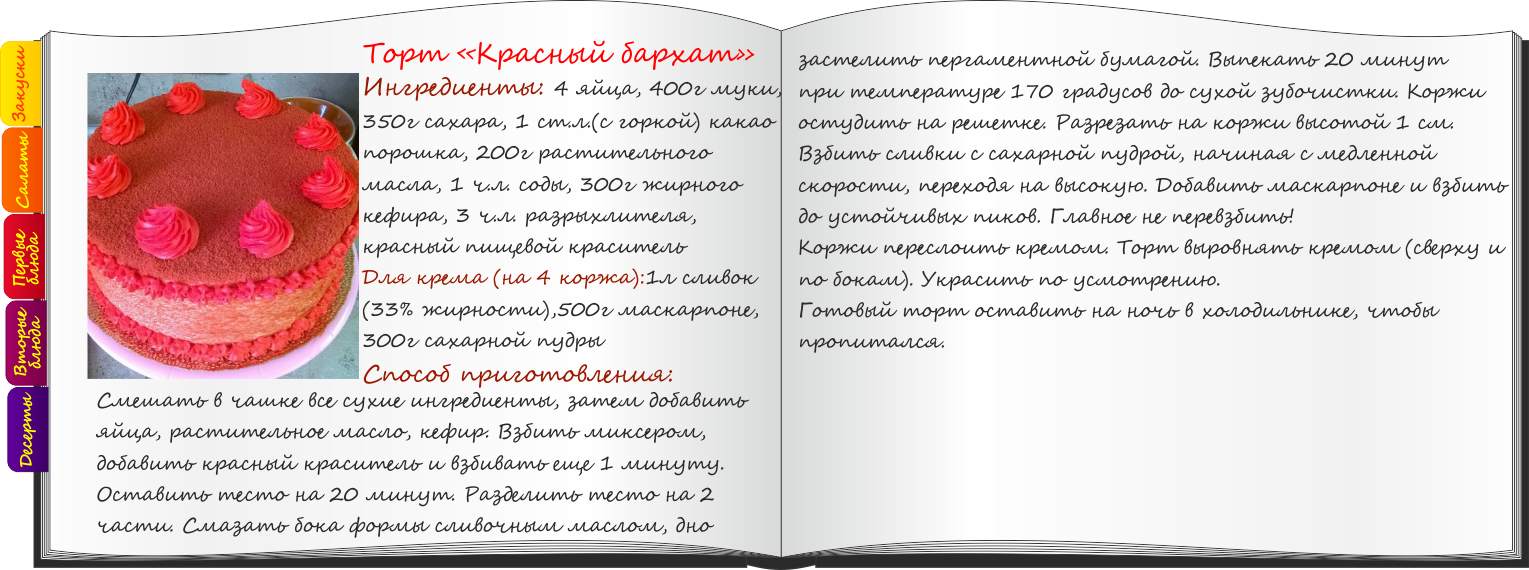 Закуски
Салаты
Первые
блюда
Вторые
блюда
Десерты
Торт «Красный бархат»
Ингредиенты: 4 яйца, 400г муки,
350г сахара, 1 ст.л.(с горкой) какао
порошка, 200г растительного
масла, 1 ч.л. соды, 300г жирного
кефира, 3 ч.л. разрыхлителя,
красный пищевой краситель
Для крема (на 4 коржа):1л сливок
(33% жирности),500г маскарпоне,
300г сахарной пудры
Способ приготовления:
Смешать в чашке все сухие ингредиенты, затем добавить
яйца, растительное масло, кефир. Взбить миксером,
добавить красный краситель и взбивать еще 1 минуту.
Оставить тесто на 20 минут. Разделить тесто на 2
части. Смазать бока формы сливочным маслом, дно
застелить пергаментной бумагой. Выпекать 20 минут
при температуре 170 градусов до сухой зубочистки. Коржи
остудить на решетке. Разрезать на коржи высотой 1 см.
Взбить сливки с сахарной пудрой, начиная с медленной
скорости, переходя на высокую. Добавить маскарпоне и взбить
до устойчивых пиков. Главное не перевзбить!
Коржи переслоить кремом. Торт выровнять кремом (сверху и
по бокам). Украсить по усмотрению.
Готовый торт оставить на ночь в холодильнике, чтобы
пропитался.